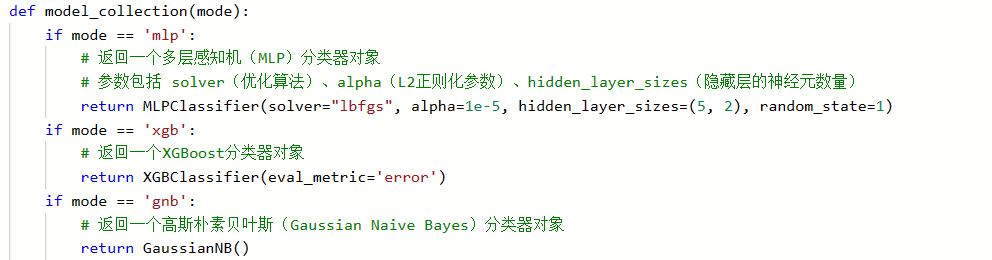 def model_collection(mode):
    if mode == 'mlp':
        # 返回一个多层感知机（MLP）分类器对象
        # 参数包括 solver（优化算法）、alpha（L2正则化参数）、hidden_layer_sizes（隐藏层的神经元数量）
        return MLPClassifier(solver="lbfgs", alpha=1e-5, hidden_layer_sizes=(5, 2), random_state=1)
    if mode == 'xgb':
        # 返回一个XGBoost分类器对象
        return XGBClassifier(eval_metric='error')
    if mode == 'gnb':
        # 返回一个高斯朴素贝叶斯（Gaussian Naive Bayes）分类器对象
        return GaussianNB()